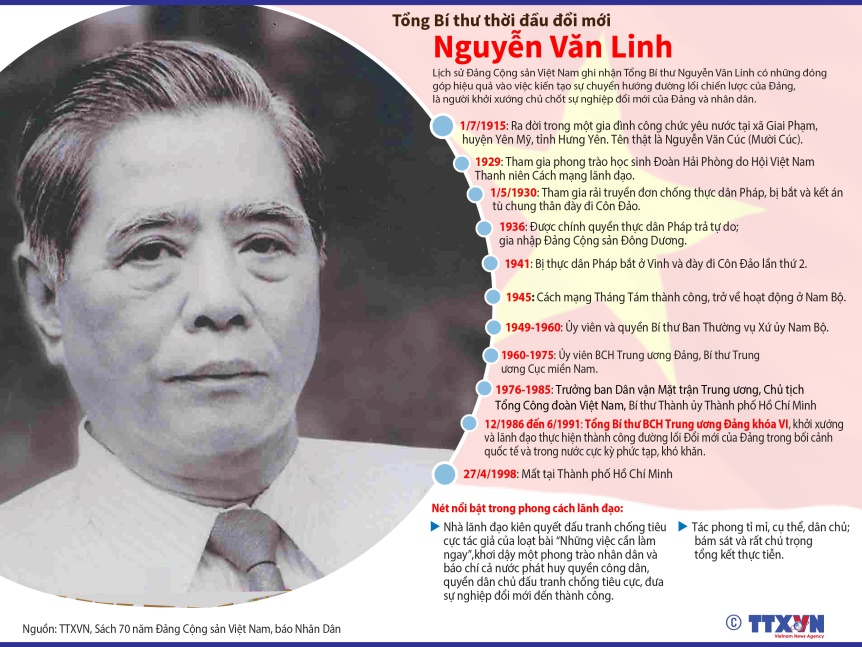 Tổng Bí thư thời đầu đổi mới
Nguyễn Văn Linh
Lịch sử Đảng Cộng sản Việt Nam ghi nhận Tổng Bí thư Nguyễn Văn Linh có những đóng
góp hiệu quả vào việc kiến tạo sự chuyển hướng đường lối chiến lược của Đảng,
là người khởi xướng chủ chốt sự nghiệp đổi mới của Đảng và nhân dân.
1/7/1915: Ra đời trong một gia đình công chức yêu nước tại xã Giai Phạm,
huyện Yên Mỹ, tỉnh Hưng Yên. Tên thật là Nguyễn Văn Cúc (Mười Cúc).
1929: Tham gia phong trào học sinh Đoàn Hải Phòng do Hội Việt Nam
Thanh niên Cách mạng lãnh đạo.
1/5/1930: Tham gia rải truyền đơn chống thực dân Pháp, bị bắt và kết án
tù chung thân đày đi Côn Đảo.
1936: Được chính quyền thực dân Pháp trả tự do;
gia nhập Đảng Cộng sản Đông Dương.
1941: Bị thực dân Pháp bắt ở Vinh và đày đi Côn Đảo lần thứ 2.
1945: Cách mạng Tháng Tám thành công, trở về hoạt động ở Nam Bộ.
1949-1960: Ủy viên và quyền Bí thư Ban Thường vụ Xứ ủy Nam Bộ.
1960-1975: Ủy viên BCH Trung ương Đảng, Bí thư Trung
ương Cục miền Nam.
1976-1985: Trưởng ban Dân vận Mặt trận Trung ương, Chủ tịch
Tổng Công đoàn Việt Nam, Bí thư Thành ủy Thành phố Hồ Chí Minh
12/1986 đến 6/1991: Tổng Bí thư BCH Trung ương Đảng khóa VI, khởi xướng
và lãnh đạo thực hiện thành công đường lối Đổi mới của Đảng trong bối cảnh
quốc tế và trong nước cực kỳ phức tạp, khó khăn.
27/4/1998: Mất tại Thành phố Hồ Chí Minh
Nét nổi bật trong phong cách lãnh đạo:
Nhà lãnh đạo kiên quyết đấu tranh chống tiêu
cực tác giả của loạt bài "Những việc cần làm
ngay",khơi dậy một phong trào nhân dân và
báo chí cả nước phát huy quyền công dân,
quyền dân chủ đấu tranh chống tiêu cực, đưa
sự nghiệp đổi mới đến thành công.
Tác phong tỉ mỉ, cụ thể, dân chủ;
bám sát và rất chú trọng
tổng kết thực tiễn.
Nguồn: TTXVN, Sách 70 năm Đảng Cộng sản Việt Nam, báo Nhân Dân
© TTXVN
Vietnam News Agency